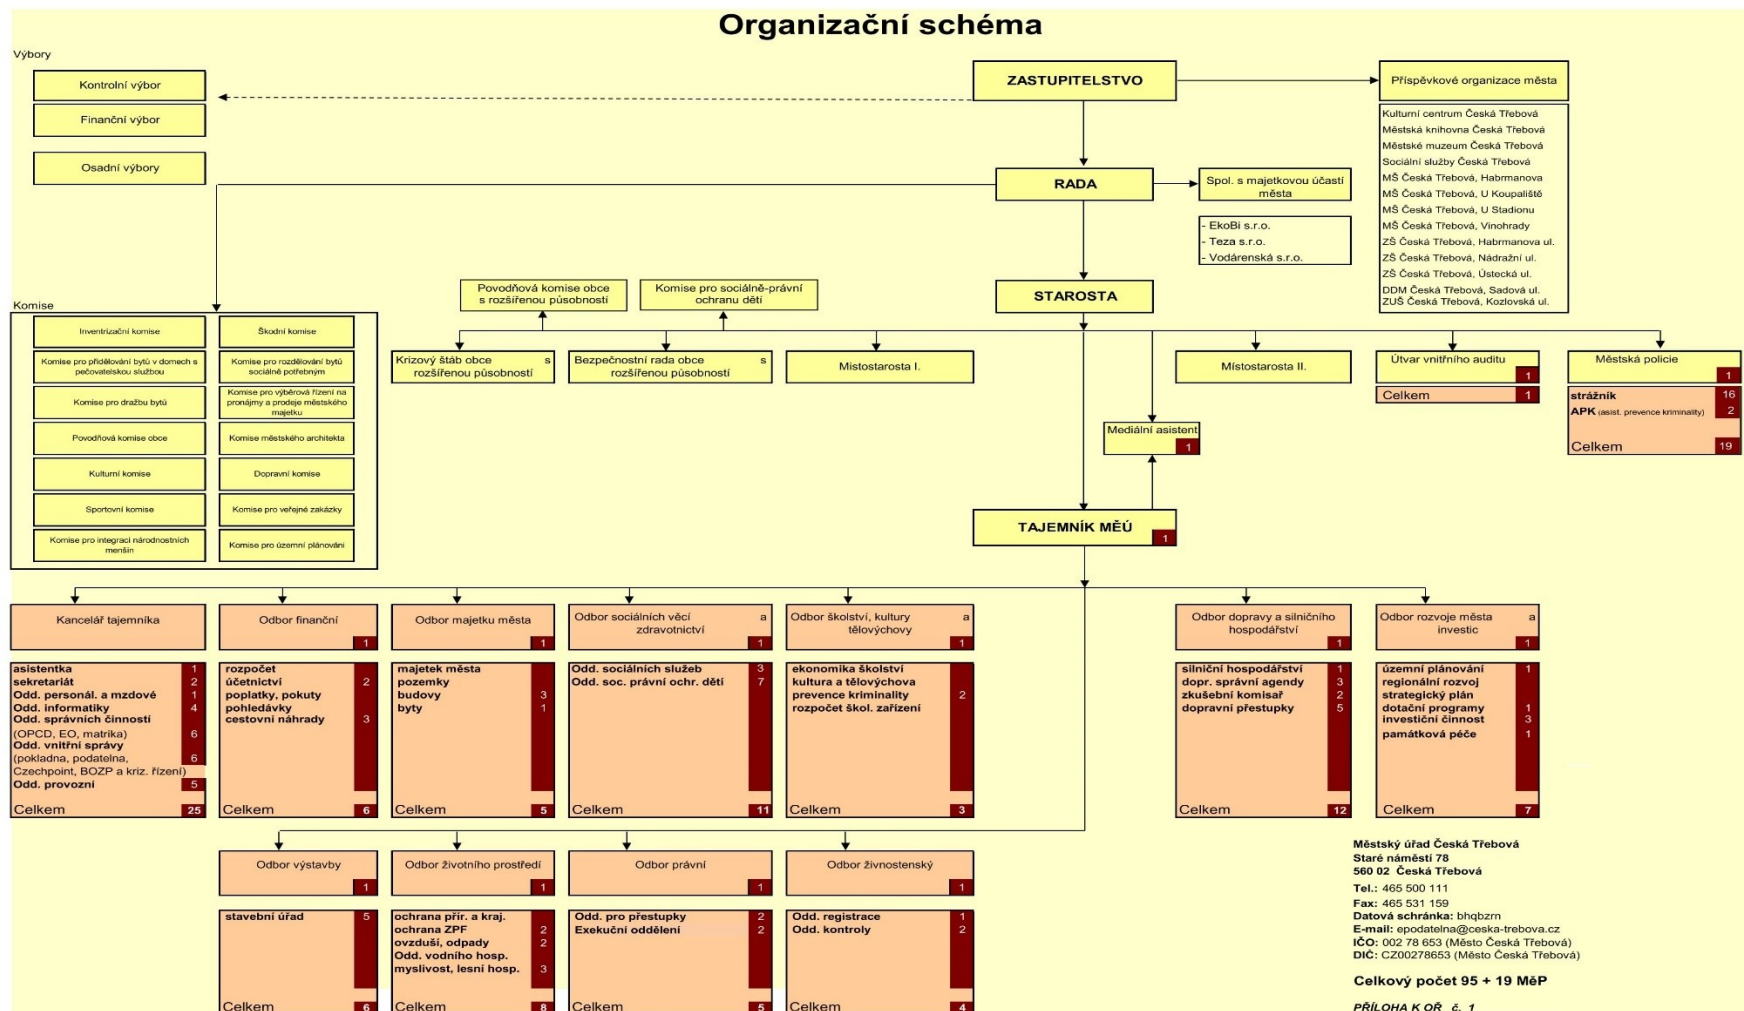 Organizační schéma
Výbory
Kontrolní výbor
Finanční výbor
Osadní výbory
ZASTUPITELSTVO
Příspěvkové organizace města
Kulturní centrum Česká Třebová
Městská knihovna Česká Třebová
Městské muzeum Česká Třebová
Sociální služby Česká Třebová
MŠ Česká Třebová, Habrmanova
MŠ Česká Třebová, U Koupaliště
MŠ Česká Třebová, U Stadionu
MŠ Česká Třebová, Vinohrady
ZŠ Česká Třebová, Habrmanova ul.
ZŠ Česká Třebová, Nádražní ul.
ZŠ Česká Třebová, Ústecká ul.
DDM Česká Třebová, Sadová ul.
ZUŠ Česká Třebová, Kozlovská ul.
RADA
Spol. s majetkovou účastí
města
- EkoBi s.r.o.
- Teza s.r.o.
- Vodárenská s.r.o.
Povodňová komise obce
s rozšířenou působností
Komise pro sociálně-právní
ochranu dětí
STAROSTA
Komise
Inventrizační komise
Škodní komise
Komise pro přidělování bytů v domech s
pečovatelskou službou
Komise pro rozdělování bytů
sociálně potřebným
Komise pro dražbu bytů
Komise pro výběrová řízení na
pronájmy a prodeje městského
majetku
Povodňová komise obce
Komise městského architekta
Kulturní komise
Dopravní komise
Sportovní komise
Komise pro veřejné zakázky
Komise pro integraci národnostních
menšin
Komise pro územní plánováni
Krizový štáb obce s
rozšířenou působností
Bezpečnostní rada obce s
rozšířenou působností
Mistostarosta I.
Místostarosta II.
Útvar vnitřního auditu
1
Celkem 1
Městská policie
1
strážník 16
APK (asist. prevence kriminality) 2
Celkem 19
Mediální asistent
1
TAJEMNÍK MĚÚ
1
Kancelář tajemníka
asistentka 1
sekretariát 2
Odd. personál. a mzdové 1
Odd. informatiky 4
Odd. správních činností
(OPCD, EO, matrika) 6
Odd. vnitřní správy
(pokladna, podatelna, 6
Czechpoint, BOZP a kriz. řízení)
Odd. provozní 5
Celkem 25
Odbor finanční
1
rozpočet
účetnictví 2
poplatky, pokuty
pohledávky
cestovní náhrady 3
Celkem 6
Odbor majetku města
1
majetek města
pozemky
budovy 3
byty 1
Celkem 5
Odbor sociálních věcí a
zdravotnictví
1
Odd. sociálních služeb 3
Odd. soc. právní ochr. dětí 7
Celkem 11
Odbor školství, kultury a
tělovýchovy
1
ekonomika školství
kultura a tělovýchova
prevence kriminality 2
rozpočet škol. zařízení
Celkem 3
Odbor dopravy a silničního
hospodářství
1
silniční hospodářství 1
dopr. správní agendy 3
zkušební komisař 2
dopravní přestupky 5
Celkem 12
Odbor rozvoje města a
investic
1
územní plánování 1
regionální rozvoj
strategický plán
dotační programy 1
investiční činnost 3
památková péče 1
Celkem 7
Odbor výstavby
1
stavební úřad 5
Celkem 6
Odbor životního prostředí
1
ochrana přír. a kraj.
ochrana ZPF 2
ovzduší, odpady 2
Odd. vodního hosp.
myslivost, lesní hosp. 3
Celkem 8
Odbor právní
1
Odd. pro přestupky 2
Exekuční oddělení 2
Celkem 5
Odbor živnostenský
1
Odd. registrace 1
Odd. kontroly 2
Celkem 4
Městský úřad Česká Třebová
Staré náměstí 78
560 02 Česká Třebová
Tel.: 465 500 111
Fax: 465 531 159
Datová schránka: bhqbzrn
E-mail: epodatelna@ceska-trebova.cz
IČO: 002 78 653 (Město Česká Třebová)
DIČ: CZ00278653 (Město Česká Třebová)
Celkový počet 95 + 19 MěP
PŘÍLOHA K OŘ č. 1